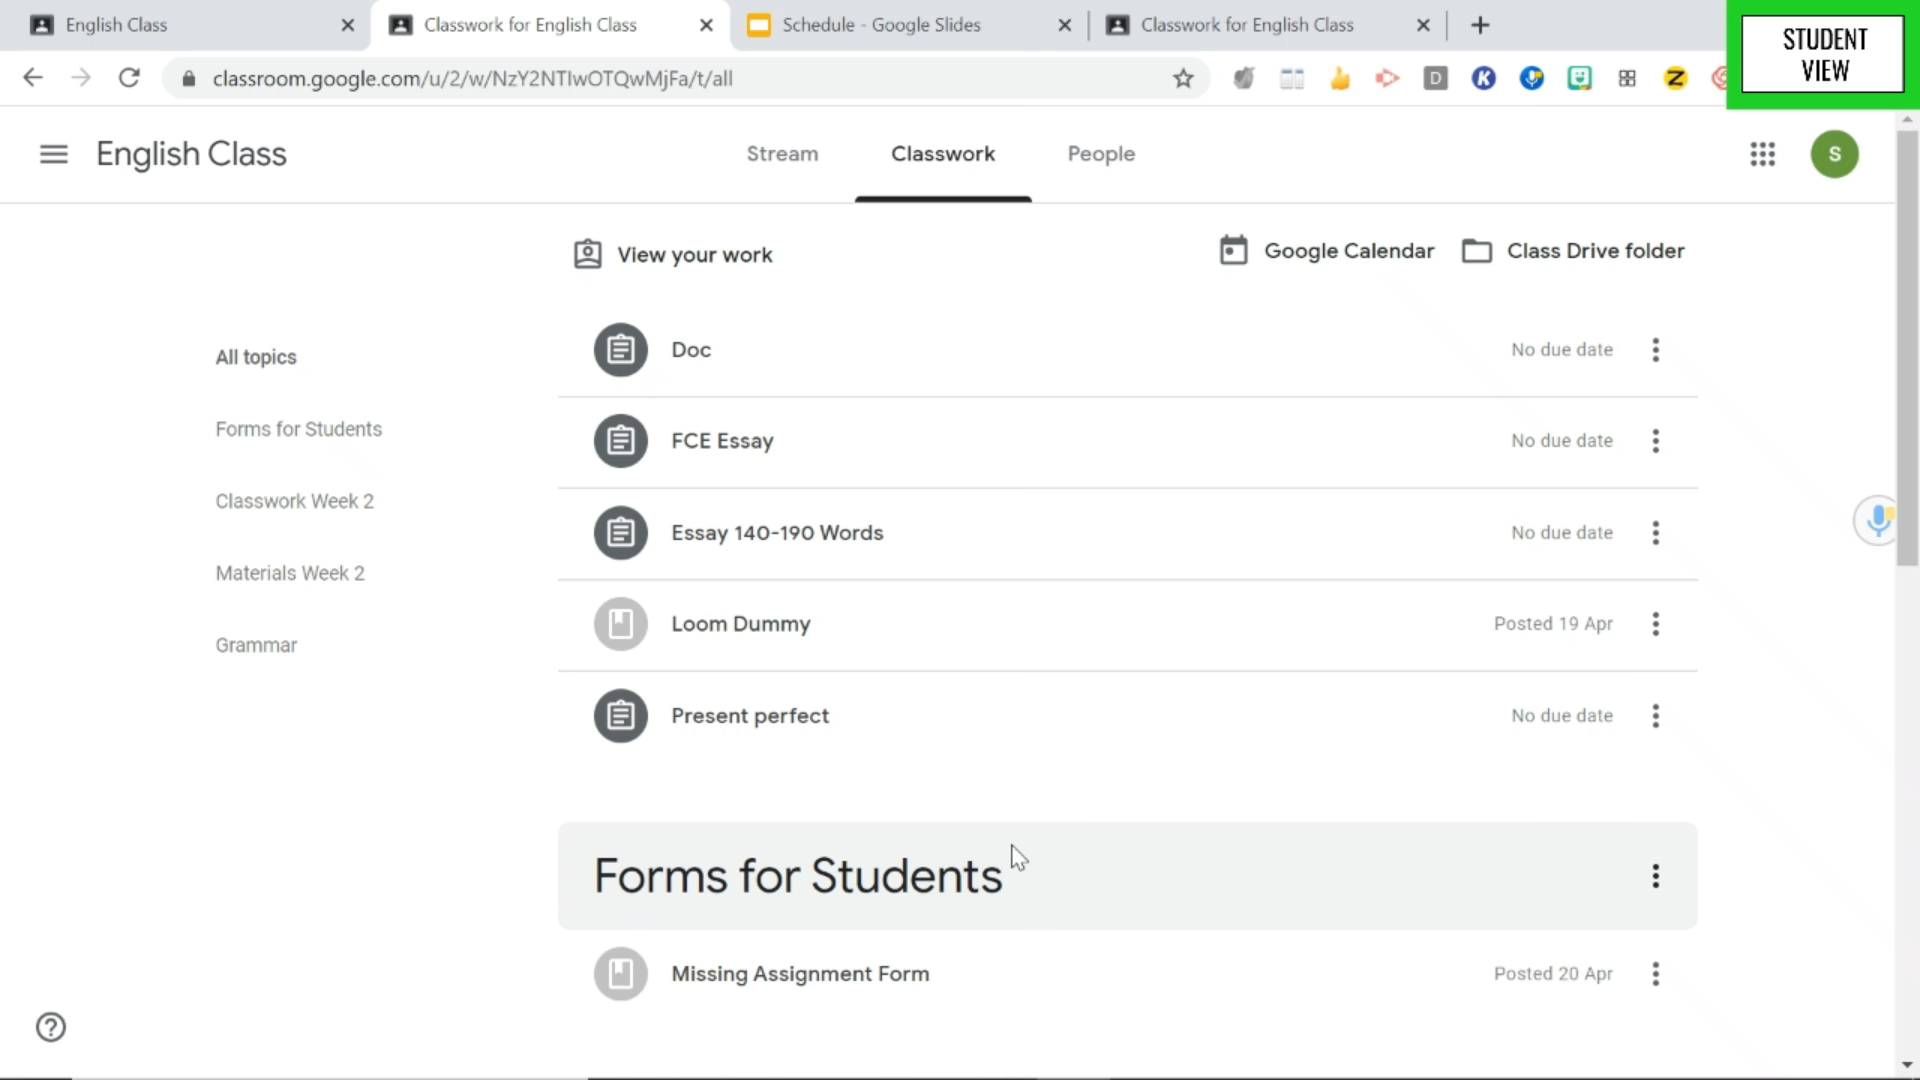 English Class
Classwork for English Class
Schedule - Google Slides
Classwork for English Class
STUDENT
VIEW
classroom.google.com/u/2/w/NzY2NTIwOTQwMjFa/t/all
English Class
Stream
Classwork
People
S
View your work
Google Calendar
Class Drive folder
All topics
Forms for Students
Classwork Week 2
Materials Week 2
Grammar
Doc
No due date
FCE Essay
No due date
Essay 140-190 Words
No due date
Loom Dummy
Posted 19 Apr
Present perfect
No due date
Forms for Students
Missing Assignment Form
Posted 20 Apr